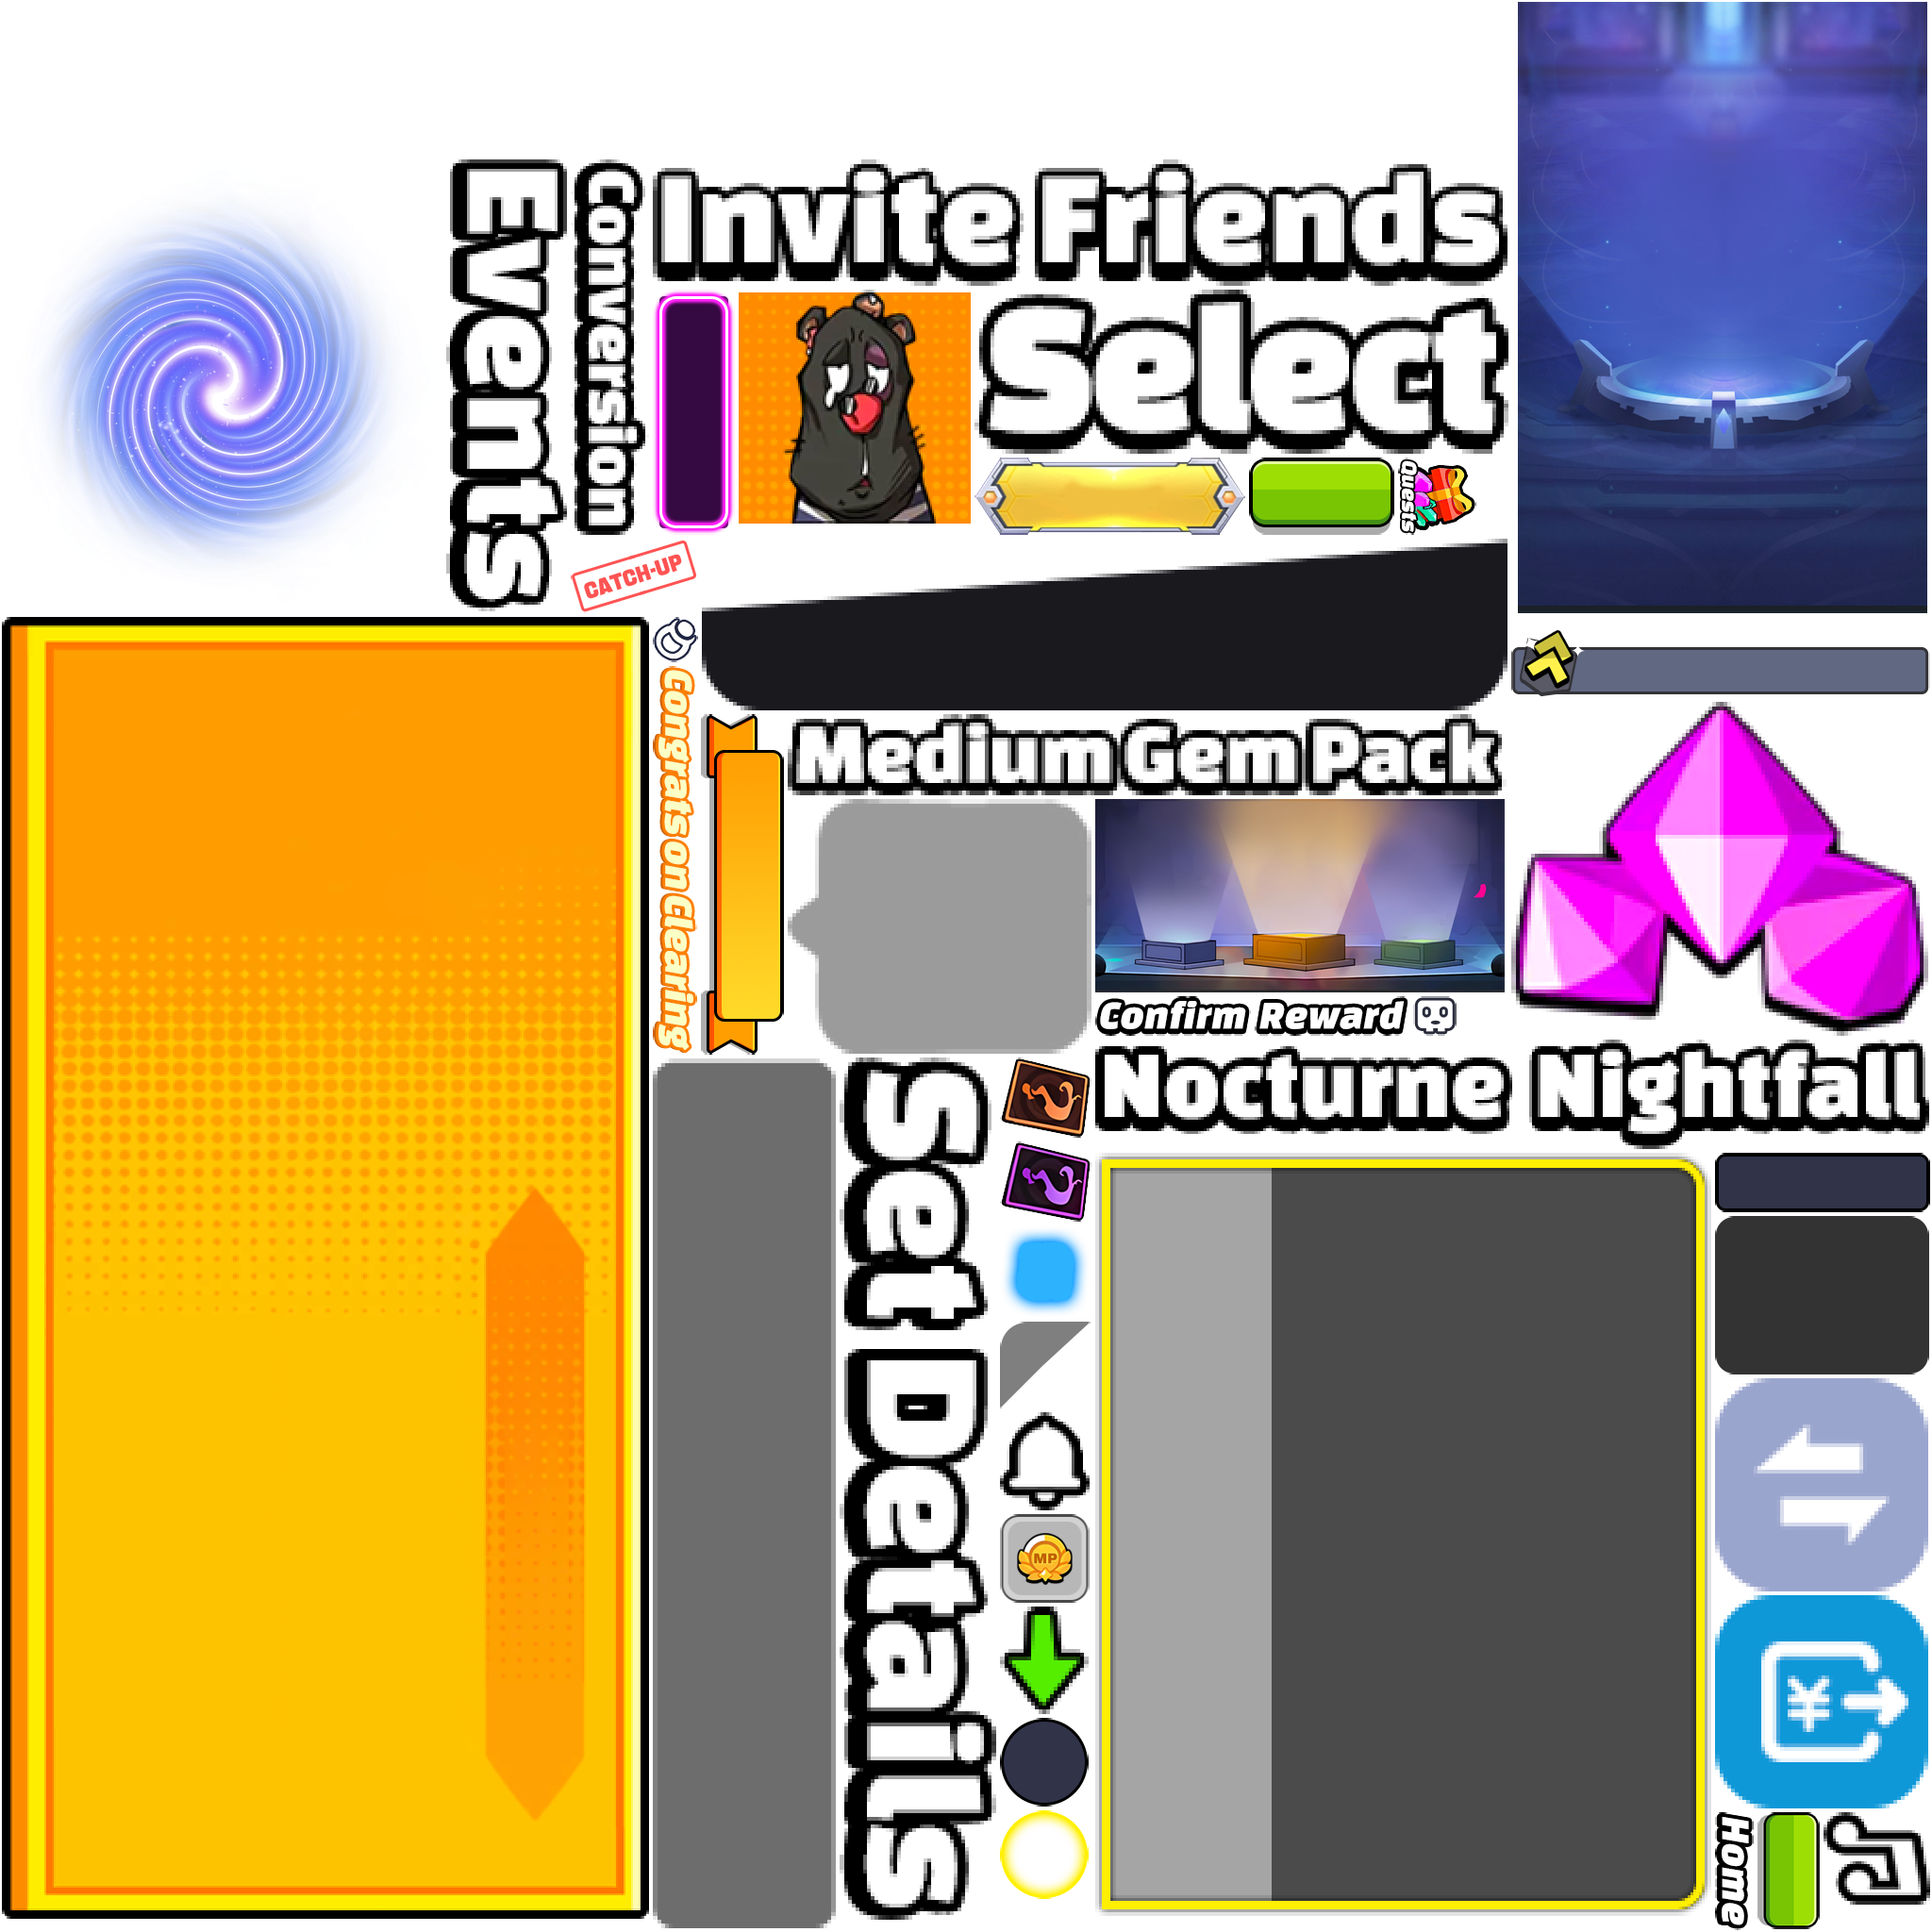 Invite Friends
Events
Conversion
Select
Quests
CATCH-UP
Congrats on Clearing
Medium Gem Pack
Confirm Reward
Nocturne Nightfall
Set Details
MP
¥
Home